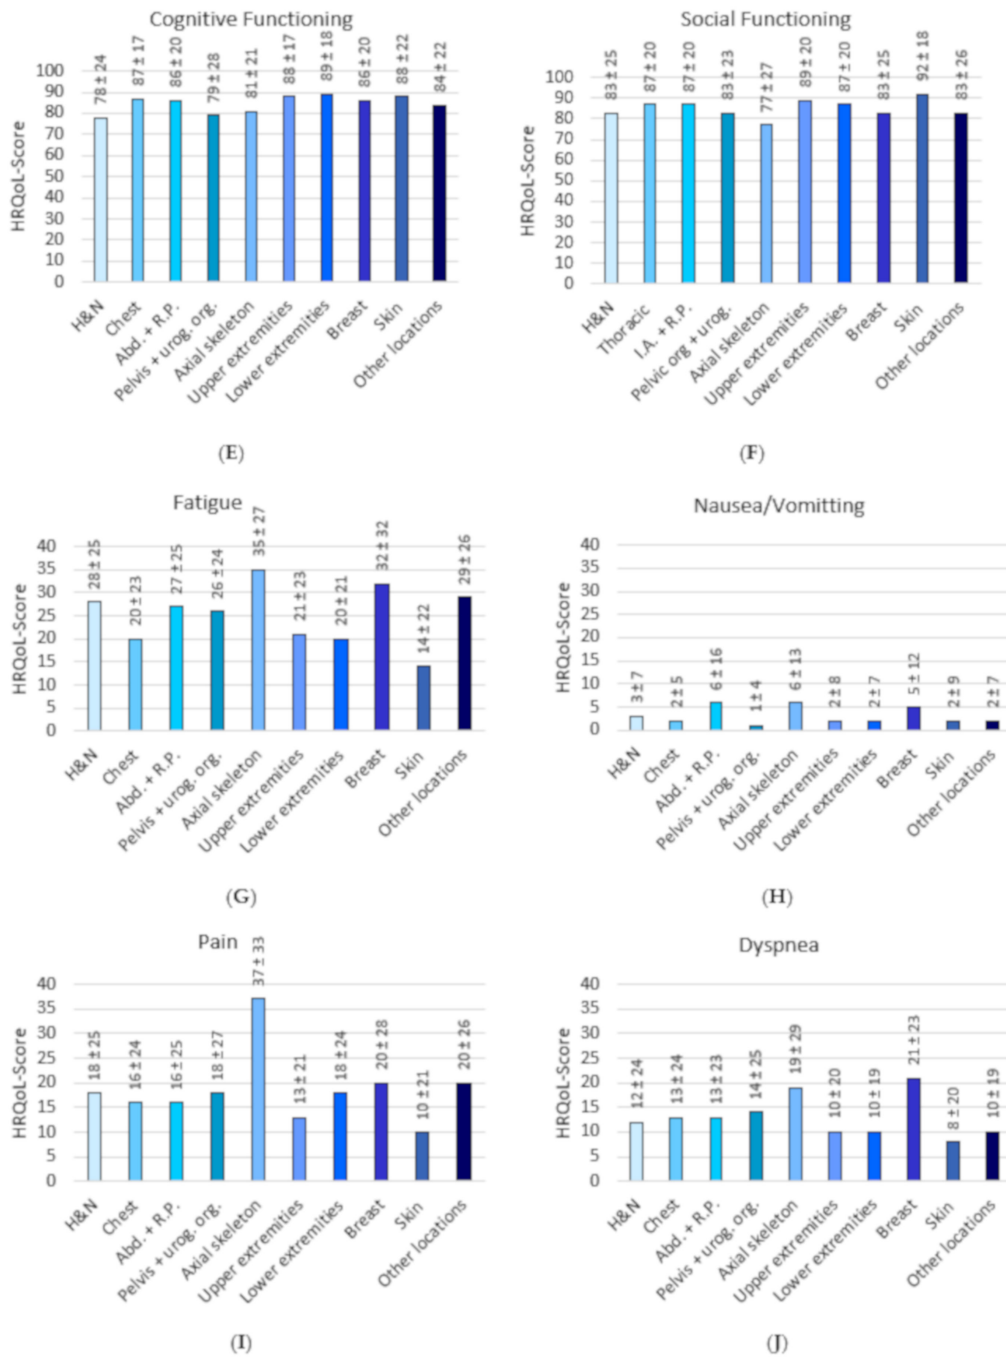 Cognitive Functioning
78 ± 24
87 ± 17
86 ± 20
79 ± 28
81 ± 21
88 ± 17
89 ± 18
86 ± 20
88 ± 22
84 ± 22
HRQoL-Score
100
90
80
70
60
50
40
30
20
10
0
H&N
Chest
Abd. + R.P.
Pelvis + urog. org.
Axial skeleton
Upper extremities
Lower extremities
Breast
Skin
Other locations
(E)
Social Functioning
83 ± 25
87 ± 20
87 ± 20
83 ± 23
77 ± 27
89 ± 20
87 ± 20
83 ± 25
92 ± 18
83 ± 26
HRQoL-Score
100
90
80
70
60
50
40
30
20
10
0
H&N
Thoracic
I.A. + R.P.
Pelvic org + urog.
Axial skeleton
Upper extremities
Lower extremities
Breast
Skin
Other locations
(F)
Fatigue
28 ± 25
20 ± 23
27 ± 25
26 ± 24
35 ± 27
21 ± 23
20 ± 21
32 ± 32
14 ± 22
29 ± 26
HRQoL-Score
40
35
30
25
20
15
10
5
0
H&N
Chest
Abd. + R.P.
Pelvis + urog. org.
Axial skeleton
Upper extremities
Lower extremities
Breast
Skin
Other locations
(G)
Nausea/Vomitting
3 ± 7
2 ± 5
6 ± 16
1 ± 4
6 ± 13
2 ± 8
2 ± 7
5 ± 12
2 ± 9
2 ± 7
HRQoL-Score
40
35
30
25
20
15
10
5
0
H&N
Chest
Abd. + R.P.
Pelvis + urog. org.
Axial skeleton
Upper extremities
Lower extremities
Breast
Skin
Other locations
(H)
Pain
18 ± 25
16 ± 24
16 ± 25
18 ± 27
37 ± 33
13 ± 21
18 ± 24
20 ± 28
10 ± 21
20 ± 26
HRQoL-Score
40
35
30
25
20
15
10
5
0
H&N
Chest
Abd. + R.P.
Pelvis + urog. org.
Axial skeleton
Upper extremities
Lower extremities
Breast
Skin
Other locations
(I)
Dyspnea
12 ± 24
13 ± 24
13 ± 23
14 ± 25
19 ± 29
10 ± 20
10 ± 19
21 ± 23
8 ± 20
10 ± 19
HRQoL-Score
40
35
30
25
20
15
10
5
0
H&N
Chest
Abd. + R.P.
Pelvis + urog. org.
Axial skeleton
Upper extremities
Lower extremities
Breast
Skin
Other locations
(J)